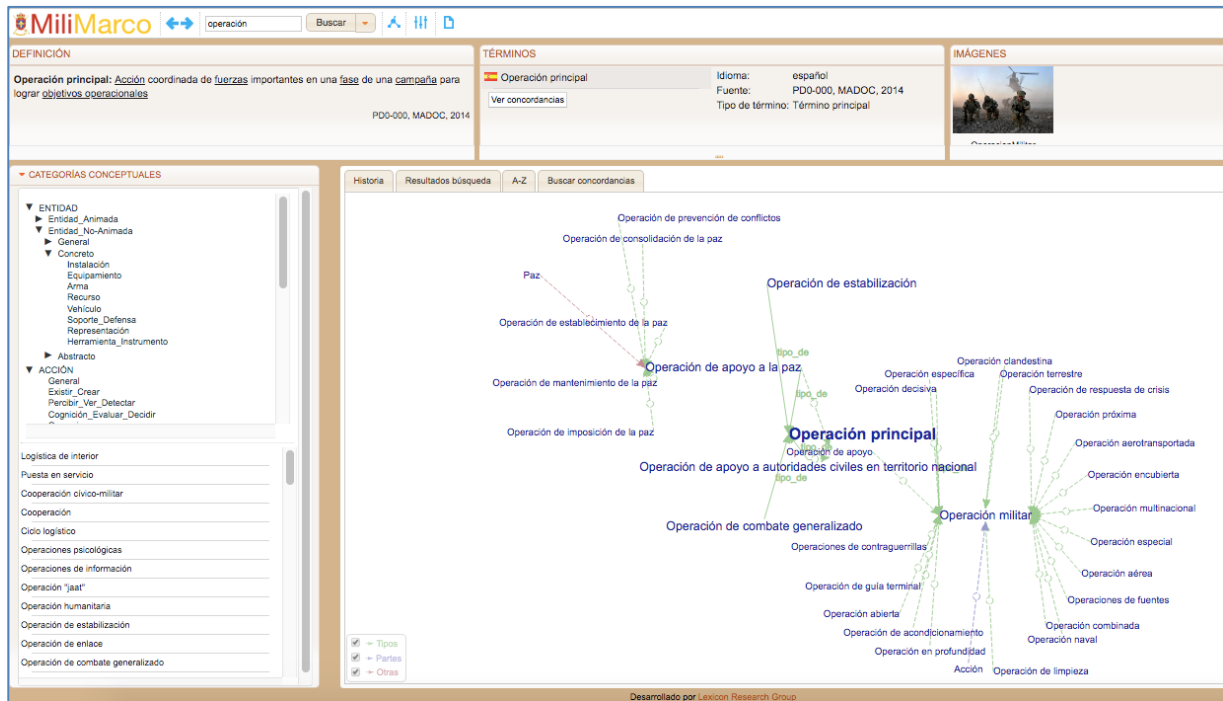 MiliMarco
operación
Buscar
DEFINICIÓN
Operación principal: Acción coordinada de fuerzas importantes en una fase de una campaña para
lograr objetivos operacionales
PD0-000, MADOC, 2014
TÉRMINOS
Operación principal
Ver concordancias
Idioma: español
Fuente: PD0-000, MADOC, 2014
Tipo de término: Término principal
IMÁGENES
CATEGORÍAS CONCEPTUALES
ENTIDAD
Entidad_Animada
Entidad_No-Animada
General
Concreto
Instalación
Equipamiento
Arma
Recurso
Vehículo
Soporte_Defensa
Representación
Herramienta_Instrumento
Abstracto
ACCIÓN
General
Existir_Crear
Percibir_Ver_Detectar
Cognición_Evaluar_Decidir
Logística de interior
Puesta en servicio
Cooperación cívico-militar
Cooperación
Ciclo logístico
Operaciones psicológicas
Operaciones de información
Operación "jaat"
Operación humanitaria
Operación de estabilización
Operación de enlace
Operación de combate generalizado
Historia
Resultados búsqueda
A-Z
Buscar concordancias
Operación de prevención de conflictos
Operación de consolidación de la paz
Paz
Operación de estabilización
Operación de establecimiento de la paz
tipo_de
Operación clandestina
Operación de apoyo a la paz
Operación específica
Operación terrestre
Operación de mantenimiento de la paz
Operación decisiva
Operación de respuesta de crisis
tipo_de
Operación próxima
Operación de imposición de la paz
Operación principal
Operación aerotransportada
Operación de apoyo
Operación de apoyo a autoridades civiles en territorio nacional
tipo_de
Operación encubierta
Operación multinacional
Operación militar
Operación de combate generalizado
Operación especial
Operaciones de contraguerrillas
Operación aérea
Operación de guía terminal
Operaciones de fuentes
Operación abierta
Operación combinada
Operación de acondicionamiento
Operación naval
Operación en profundidad
Acción
Operación de limpieza
Tipos
Partes
Otras
Desarrollado por Lexicon Research Group